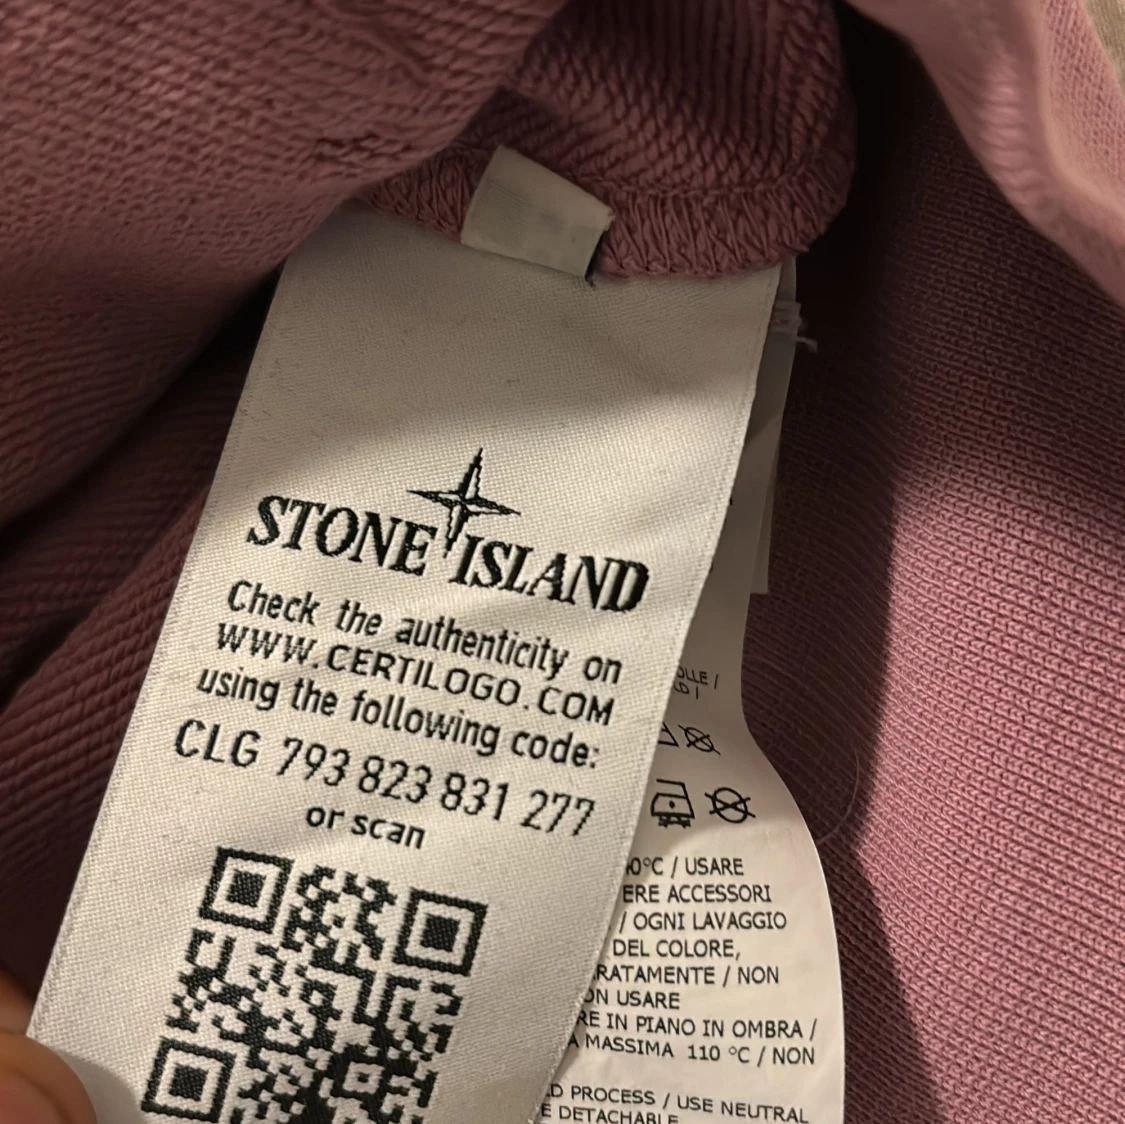 STONE ISLAND
Check the authenticity on
WWW.CERTILOGO.COM
using the following code:
CLG 793 823 831 277
or scan
0°C / USARE
ERE ACCESSORI
/ OGNI LAVAGGIO
DEL COLORE,
RATAMENTE / NON
ON USARE
RE IN PIANO IN OMBRA /
A MASSIMA 110 °C / NON
D PROCESS / USE NEUTRAL
E DETACHABLE